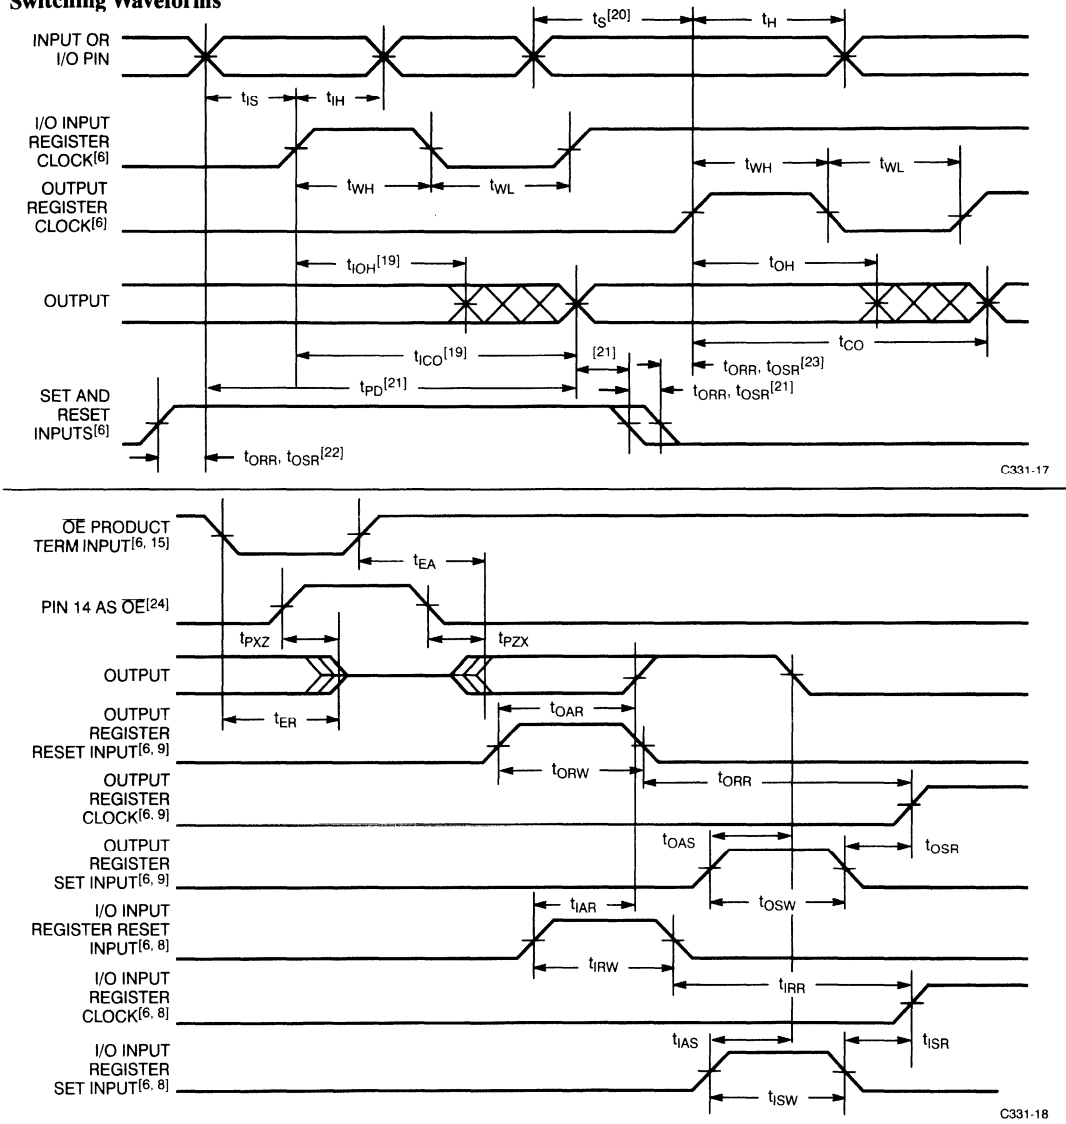 Switching Waveforms
tS[20]
tH
INPUT OR
I/O PIN
tIS
tIH
I/O INPUT
REGISTER
CLOCK[6]
tWH
tWL
tWH
tWL
OUTPUT
REGISTER
CLOCK[6]
tIOH[19]
tOH
OUTPUT
tICO[19]
[21]
tCO
tORR, tOSR[23]
tPD[21]
tORR, tOSR[21]
SET AND
RESET
INPUTS[6]
tORR, tOSR[22]
C331-17
OE PRODUCT
TERM INPUT[6, 15]
tEA
PIN 14 AS OE[24]
tPXZ
tPZX
OUTPUT
tER
tOAR
OUTPUT
REGISTER
RESET INPUT[6, 9]
tORW
tORR
OUTPUT
REGISTER
CLOCK[6, 9]
tOAS
tOSR
OUTPUT
REGISTER
SET INPUT[6, 9]
tOSW
tIAR
I/O INPUT
REGISTER RESET
INPUT[6, 8]
tIRW
tIRR
I/O INPUT
REGISTER
CLOCK[6, 8]
tIAS
tISR
I/O INPUT
REGISTER
SET INPUT[6, 8]
tISW
C331-18